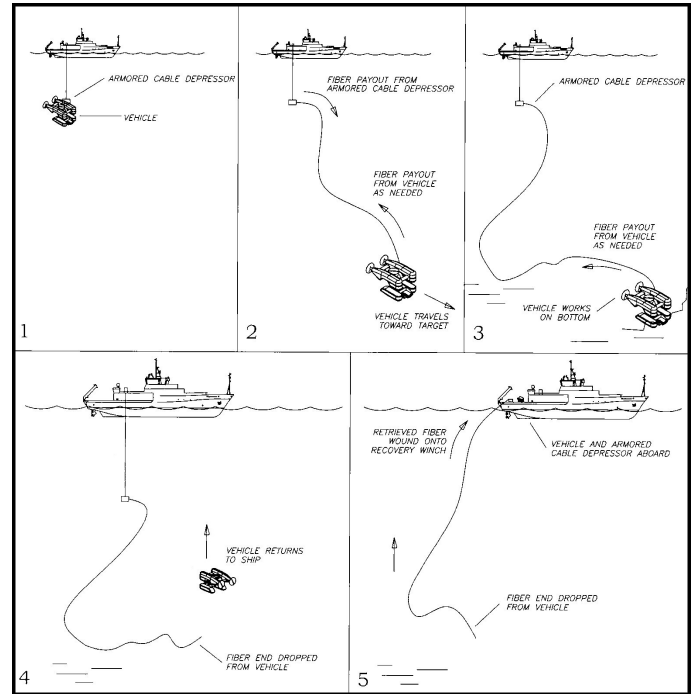 ARMORED CABLE DEPRESSOR
VEHICLE
1
FIBER PAYOUT FROM
ARMORED CABLE DEPRESSOR
FIBER PAYOUT
FROM VEHICLE
AS NEEDED
VEHICLE TRAVELS
TOWARD TARGET
2
ARMORED CABLE DEPRESSOR
FIBER PAYOUT
FROM VEHICLE
AS NEEDED
VEHICLE WORKS
ON BOTTOM
3
VEHICLE RETURNS
TO SHIP
FIBER END DROPPED
FROM VEHICLE
4
RETRIEVED FIBER
WOUND ONTO
RECOVERY WINCH
VEHICLE AND ARMORED
CABLE DEPRESSOR ABOARD
FIBER END DROPPED
FROM VEHICLE
5